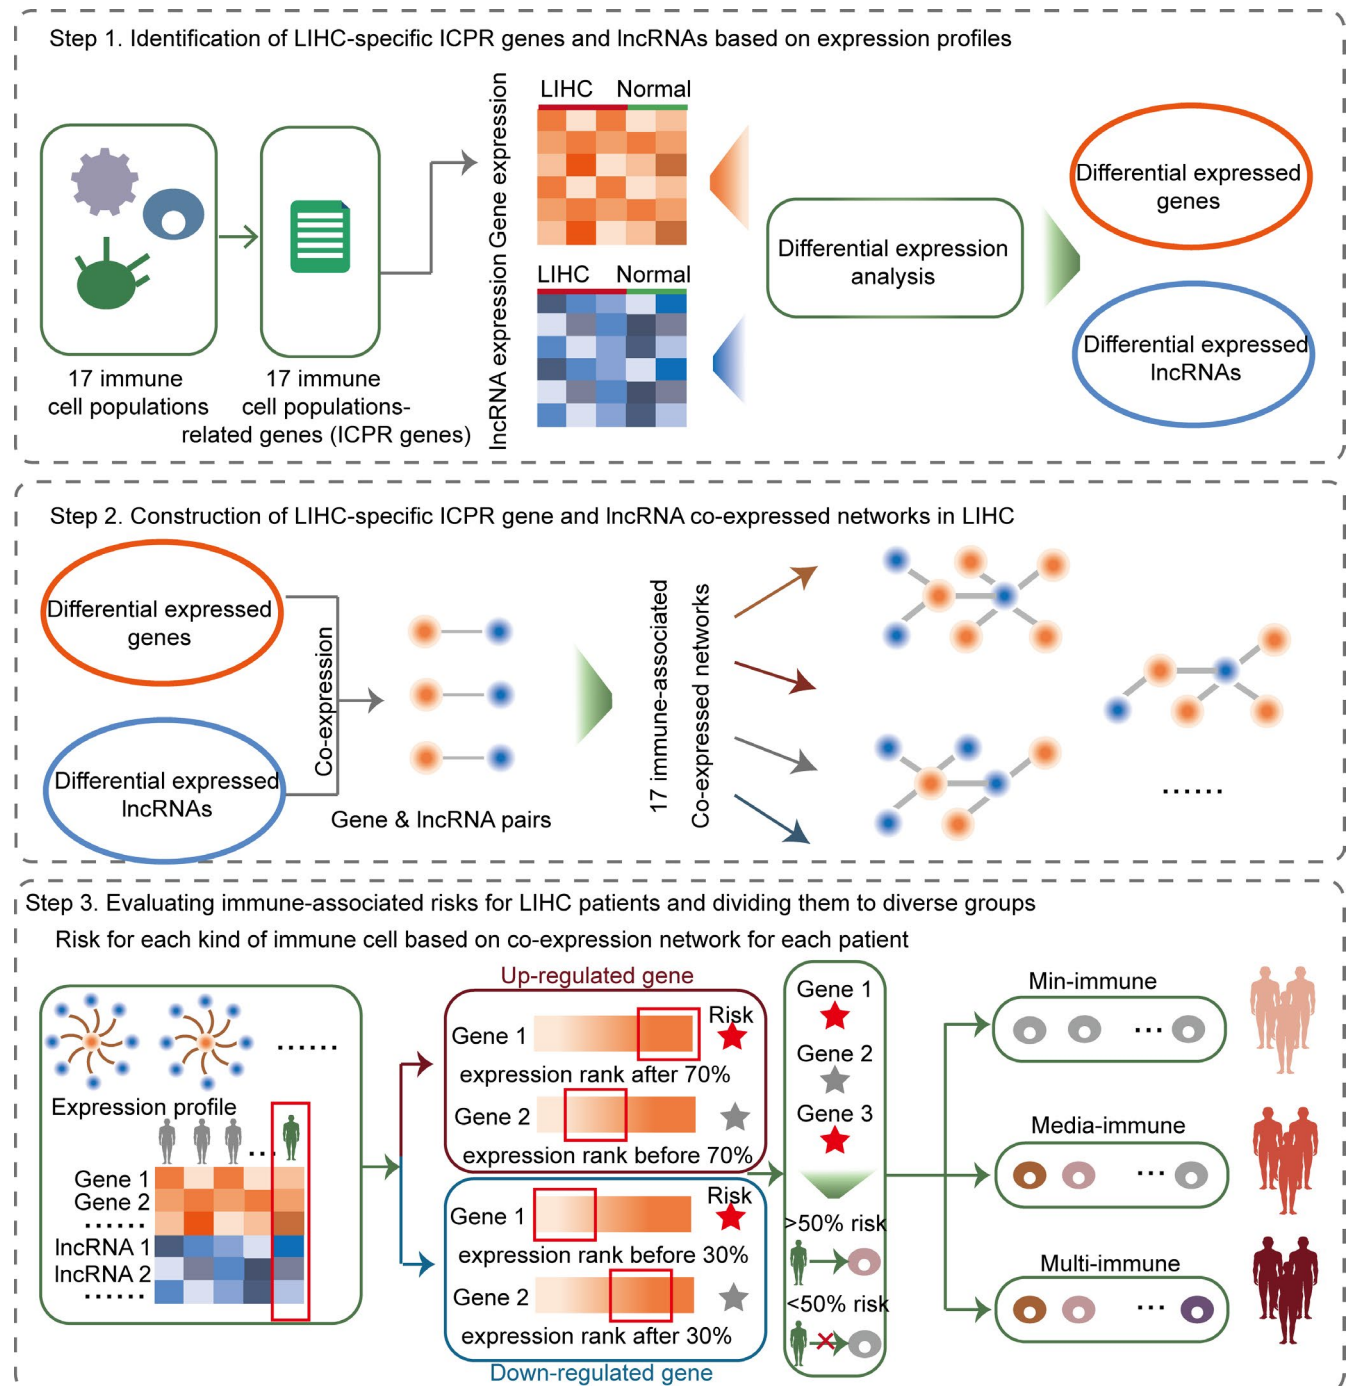 Step 1. Identification of LIHC-specific ICPR genes and lncRNAs based on expression profiles
17 immune
cell populations
17 immune
cell populations-
related genes (ICPR genes)
Gene expression
LIHC Normal
lncRNA expression
LIHC Normal
Differential expression
analysis
Differential expressed
genes
Differential expressed
lncRNAs
Step 2. Construction of LIHC-specific ICPR gene and lncRNA co-expressed networks in LIHC
Differential expressed
genes
Differential expressed
lncRNAs
Co-expression
Gene & lncRNA pairs
17 immune-associated
Co-expressed networks
......
Step 3. Evaluating immune-associated risks for LIHC patients and dividing them to diverse groups
Risk for each kind of immune cell based on co-expression network for each patient
......
Expression profile
...
Gene 1
Gene 2
......
lncRNA 1
lncRNA 2
......
Up-regulated gene
Gene 1
Risk
expression rank after 70%
Gene 2
expression rank before 70%
Gene 1
Risk
expression rank before 30%
Gene 2
expression rank after 30%
Down-regulated gene
Gene 1
Gene 2
Gene 3
>50% risk
<50% risk
Min-immune
...
Media-immune
...
Multi-immune
...